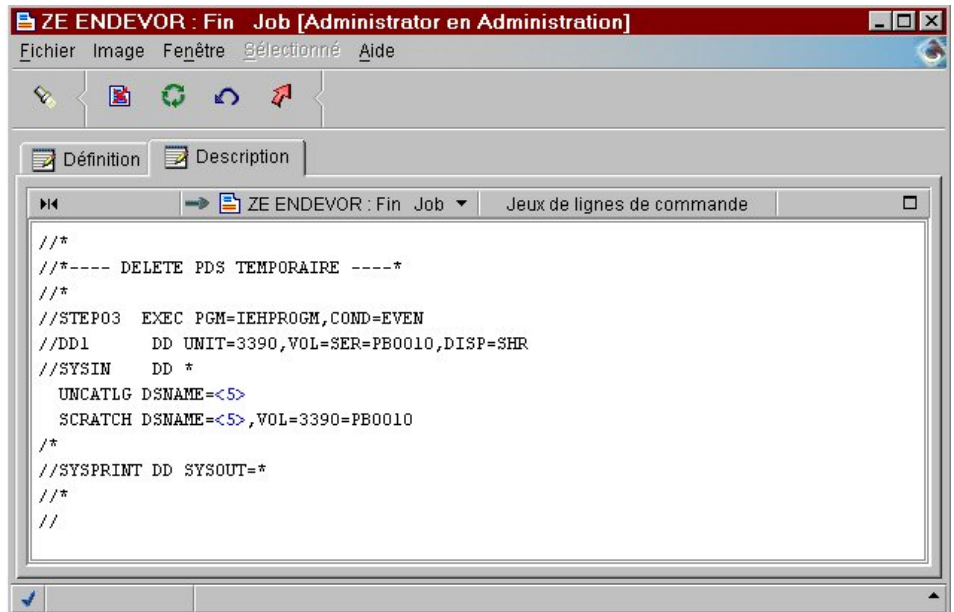 ZE ENDEVOR : Fin Job [Administrator en Administration]
Fichier Image Fenêtre Sélectionné Aide
Définition Description
ZE ENDEVOR : Fin Job Jeux de lignes de commande
//*
//*---- DELETE PDS TEMPORAIRE ----*
//*
//STEP03 EXEC PGM=IEHPROGM,COND=EVEN
//DD1 DD UNIT=3390,VOL=SER=PB0010,DISP=SHR
//SYSIN DD *
UNCATLG DSNAME=<5>
SCRATCH DSNAME=<5>,VOL=3390=PB0010
/*
//SYSPRINT DD SYSOUT=*
//*
//